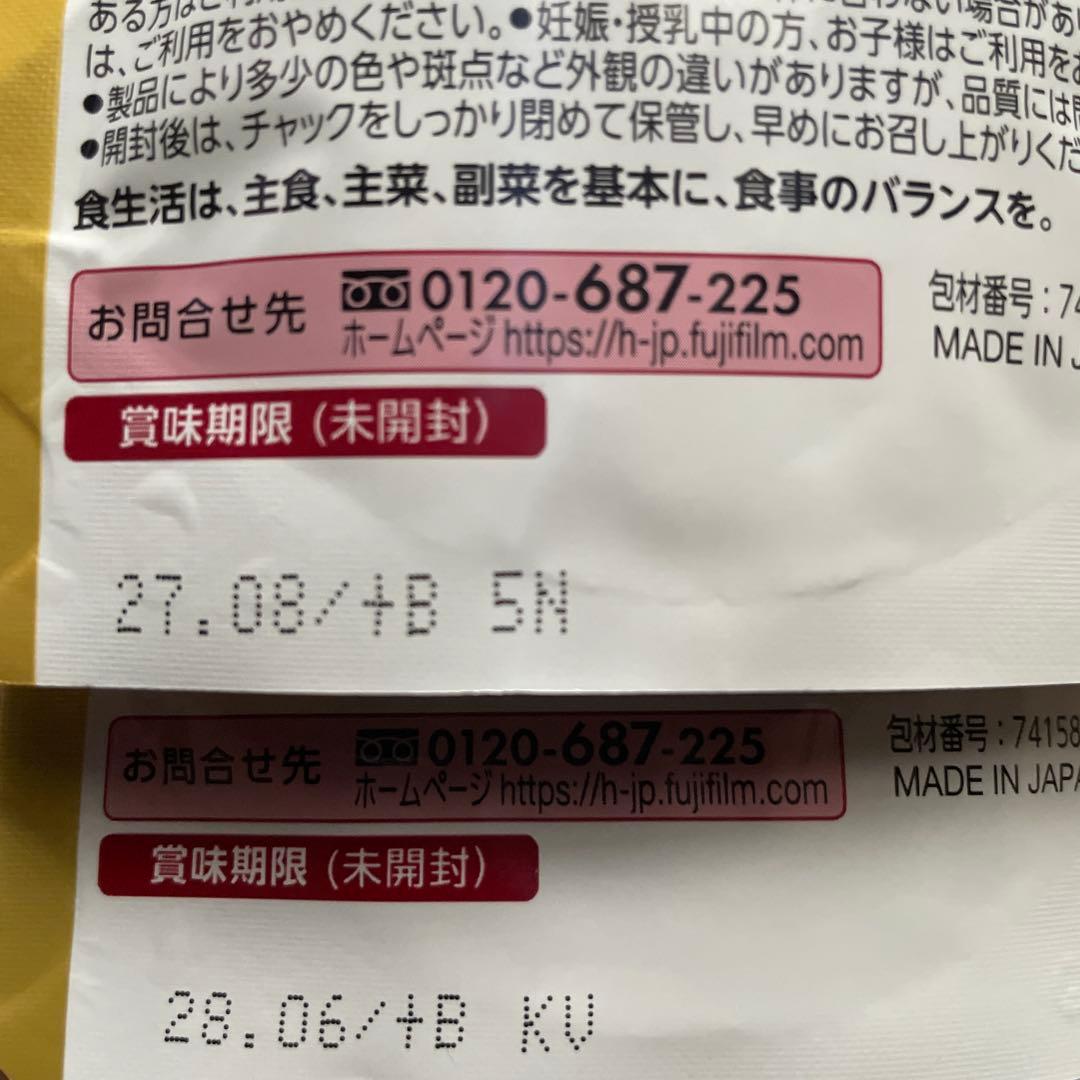 ある方はご利用
は、ご利用をおやめください。●妊娠・授乳中の方、お子様はご利用を
●製品により多少の色や斑点など外観の違いがありますが、品質には
●開封後は、チャックをしっかり閉めて保管し、早めにお召し上がりくだ
食生活は、主食、主菜、副菜を基本に、食事のバランスを。
お問合せ先 0120-687-225
ホームページ https://h-jp.fujifilm.com
包材番号：74
MADE IN J
賞味期限（未開封）
27.08/+B 5N
お問合せ先 0120-687-225
ホームページ https://h-jp.fujifilm.com
包材番号：74158
MADE IN JAPA
賞味期限（未開封）
28.06/+B KV